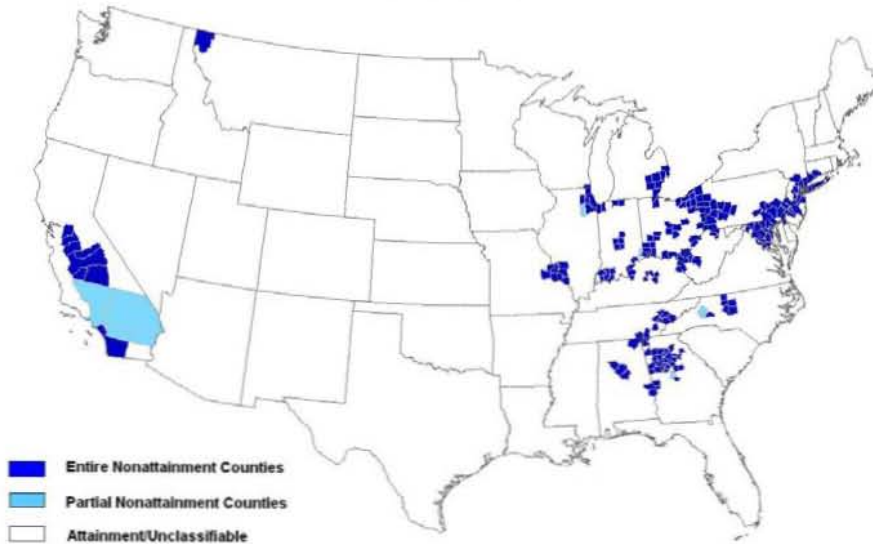 Entire Nonattainment Counties
Partial Nonattainment Counties
Attainment/Unclassifiable